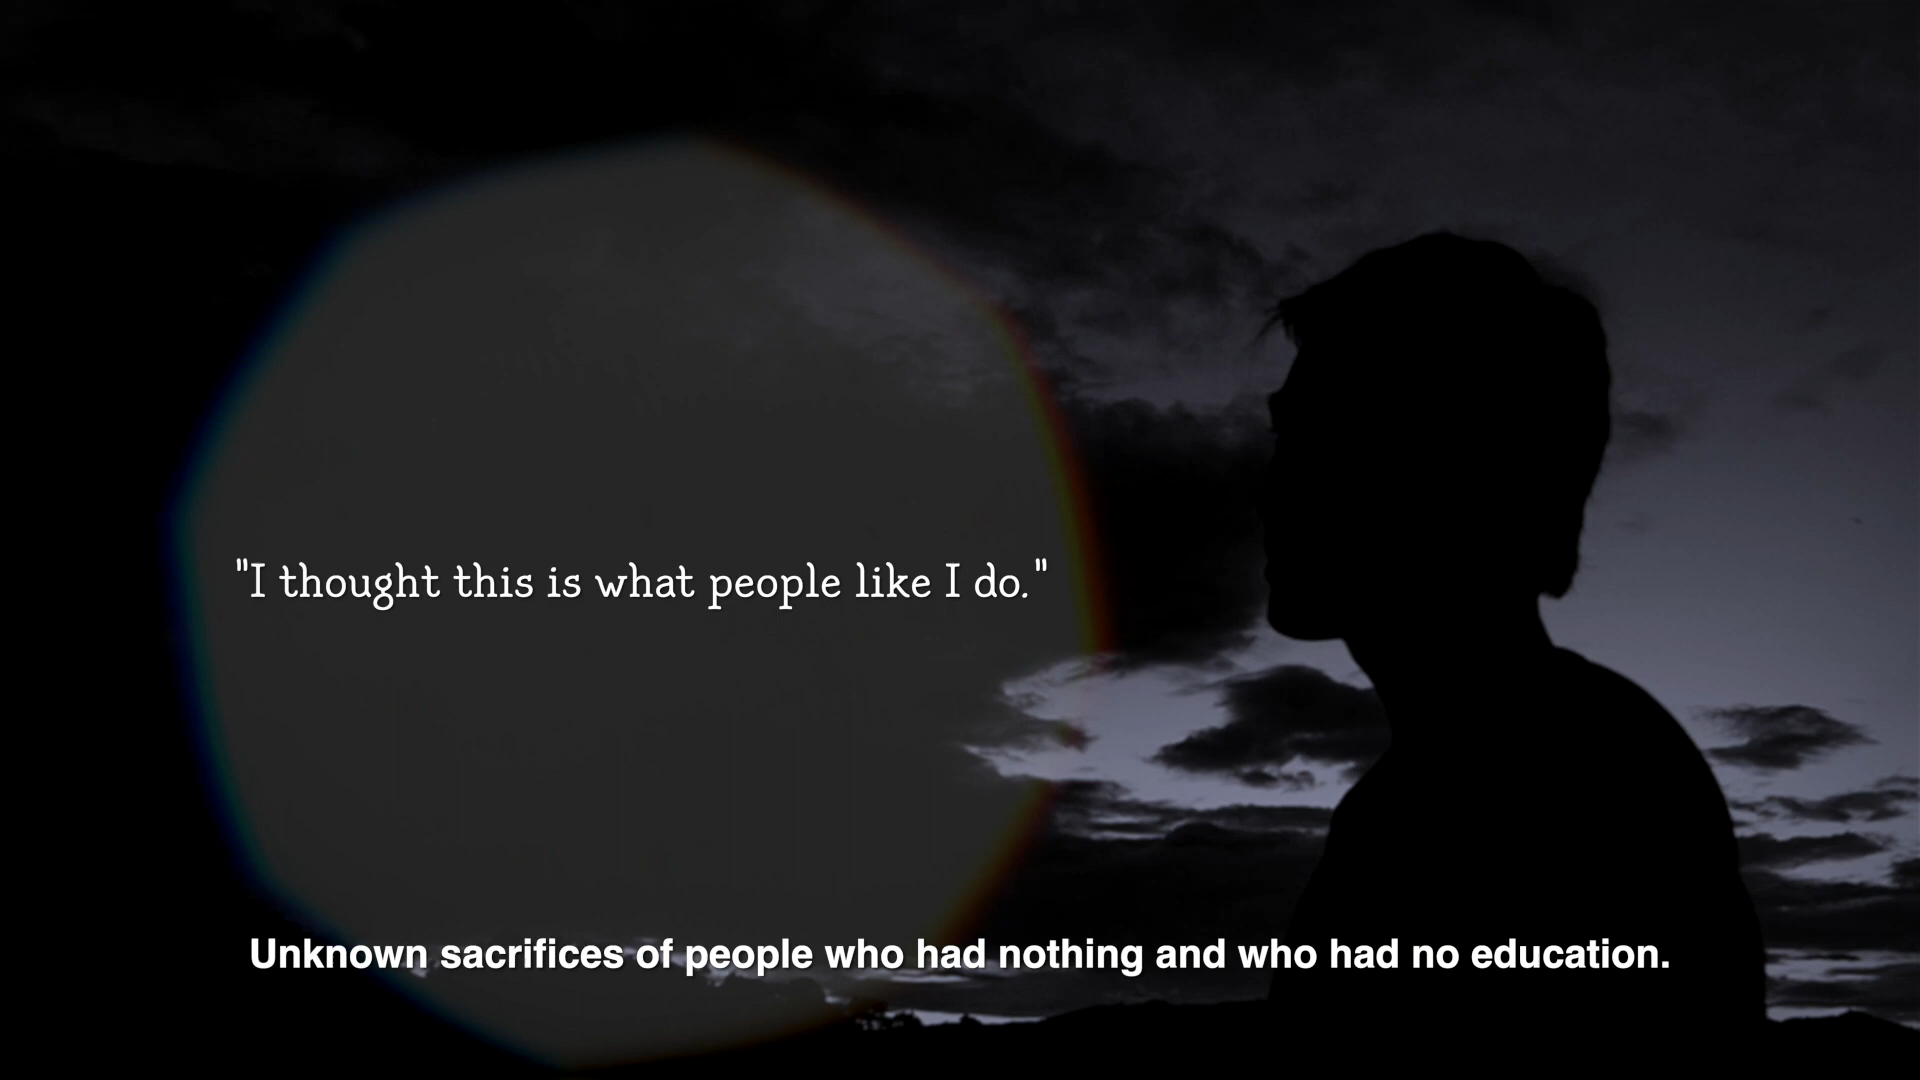 "I thought this is what people like I do."
Unknown sacrifices of people who had nothing and who had no education.